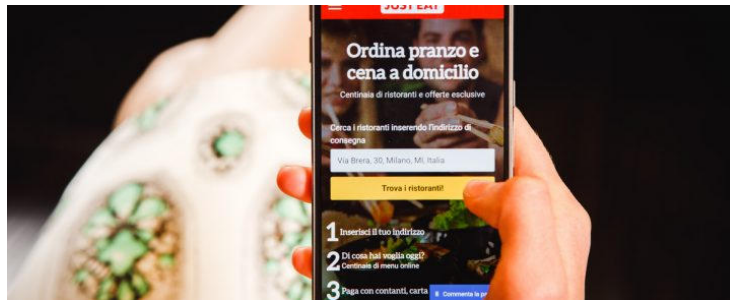 JUST EAT
Ordina pranzo e
cena a domicilio
Centinaia di ristoranti e offerte esclusive
Cerca i ristoranti inserendo l'indirizzo di
consegna
Via Brera, 30, Milano, MI, Italia
Trova i ristoranti!
1 Inserisci il tuo indirizzo
2 Di cosa hai voglia oggi?
Centinaia di menu online
3 Paga con contanti, carta
Commenta la